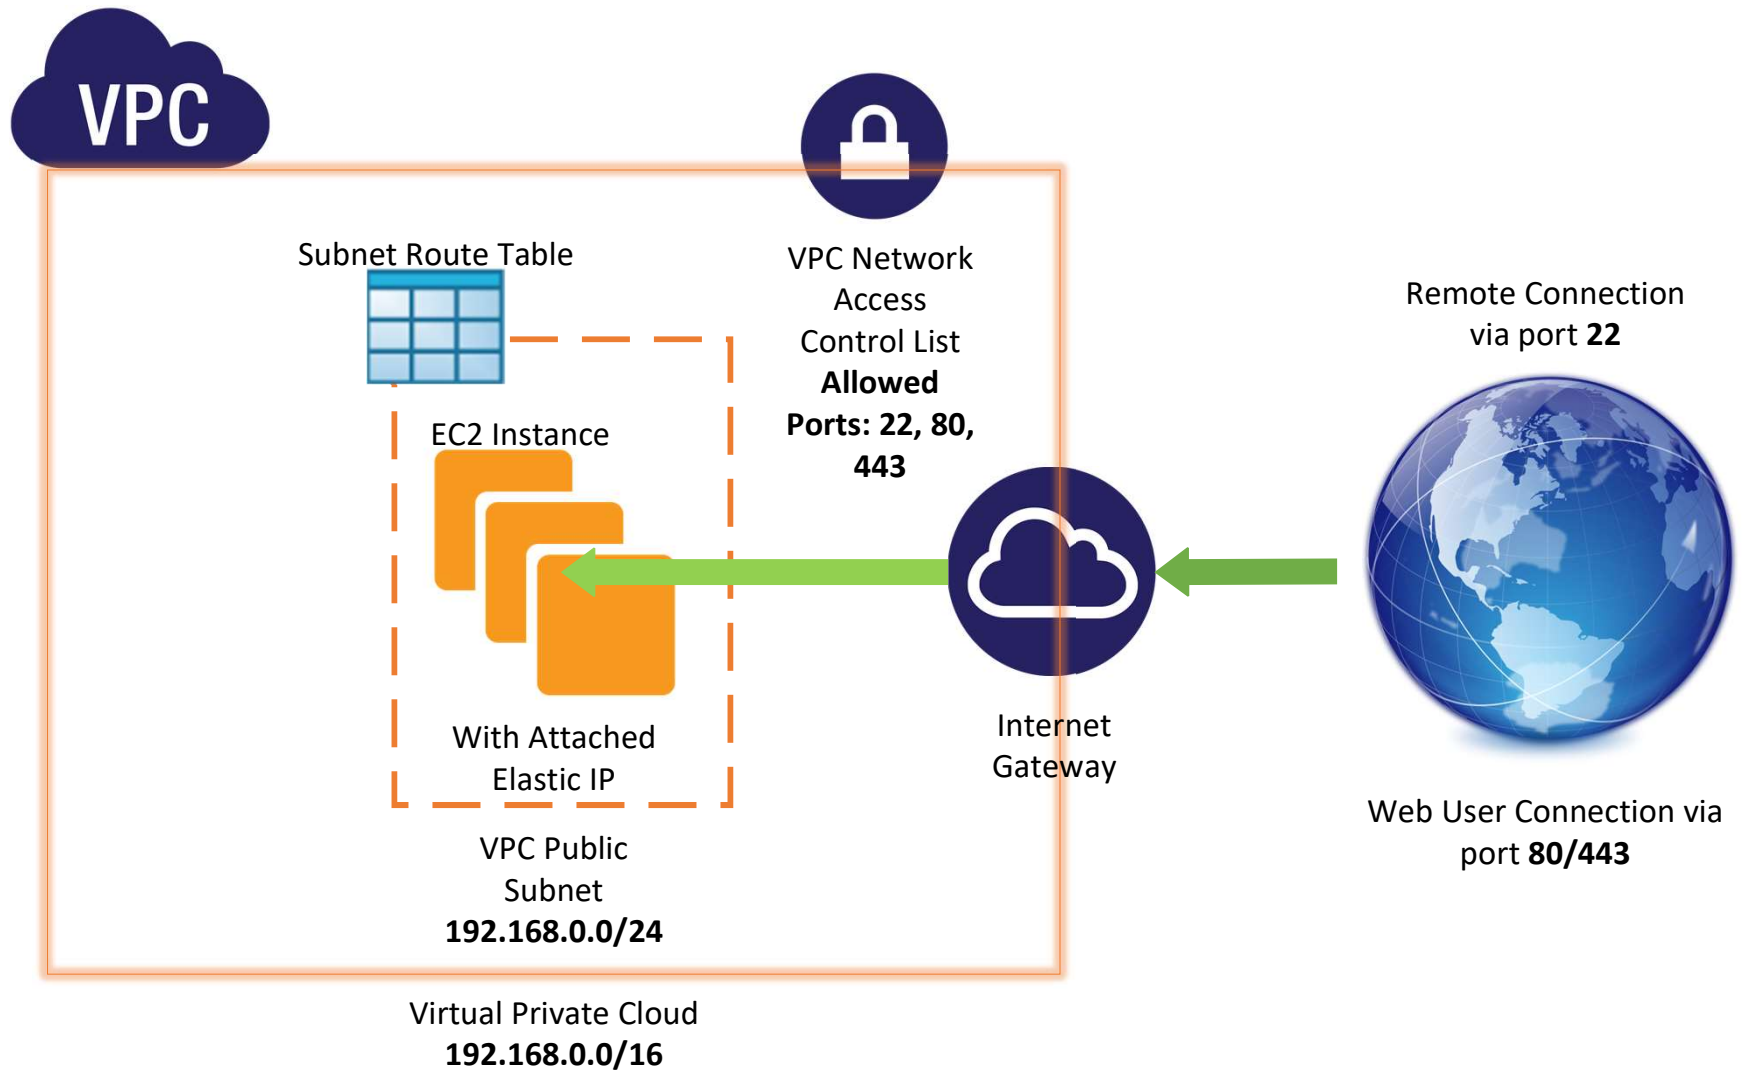 VPC
Subnet Route Table
EC2 Instance
With Attached
Elastic IP
VPC Public
Subnet
192.168.0.0/24
Virtual Private Cloud
192.168.0.0/16
VPC Network
Access
Control List
Allowed
Ports: 22, 80,
443
Internet
Gateway
Remote Connection
via port 22
Web User Connection via
port 80/443